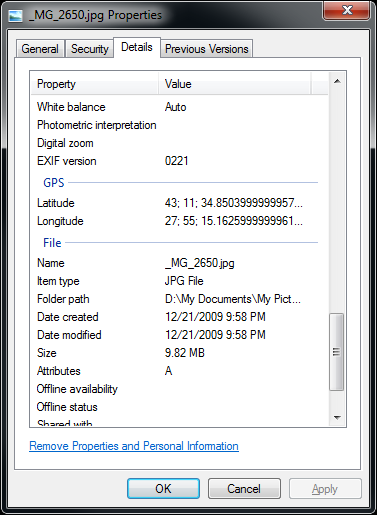 _MG_2650.jpg Properties
General Security Details Previous Versions
Property Value
White balance Auto
Photometric interpretation
Digital zoom
EXIF version 0221
GPS
Latitude 43; 11; 34.8503999999957...
Longitude 27; 55; 15.1625999999961...
File
Name _MG_2650.jpg
Item type JPG File
Folder path D:\My Documents\My Pict...
Date created 12/21/2009 9:58 PM
Date modified 12/21/2009 9:58 PM
Size 9.82 MB
Attributes A
Offline availability
Offline status
Shared with
Remove Properties and Personal Information
OK Cancel Apply